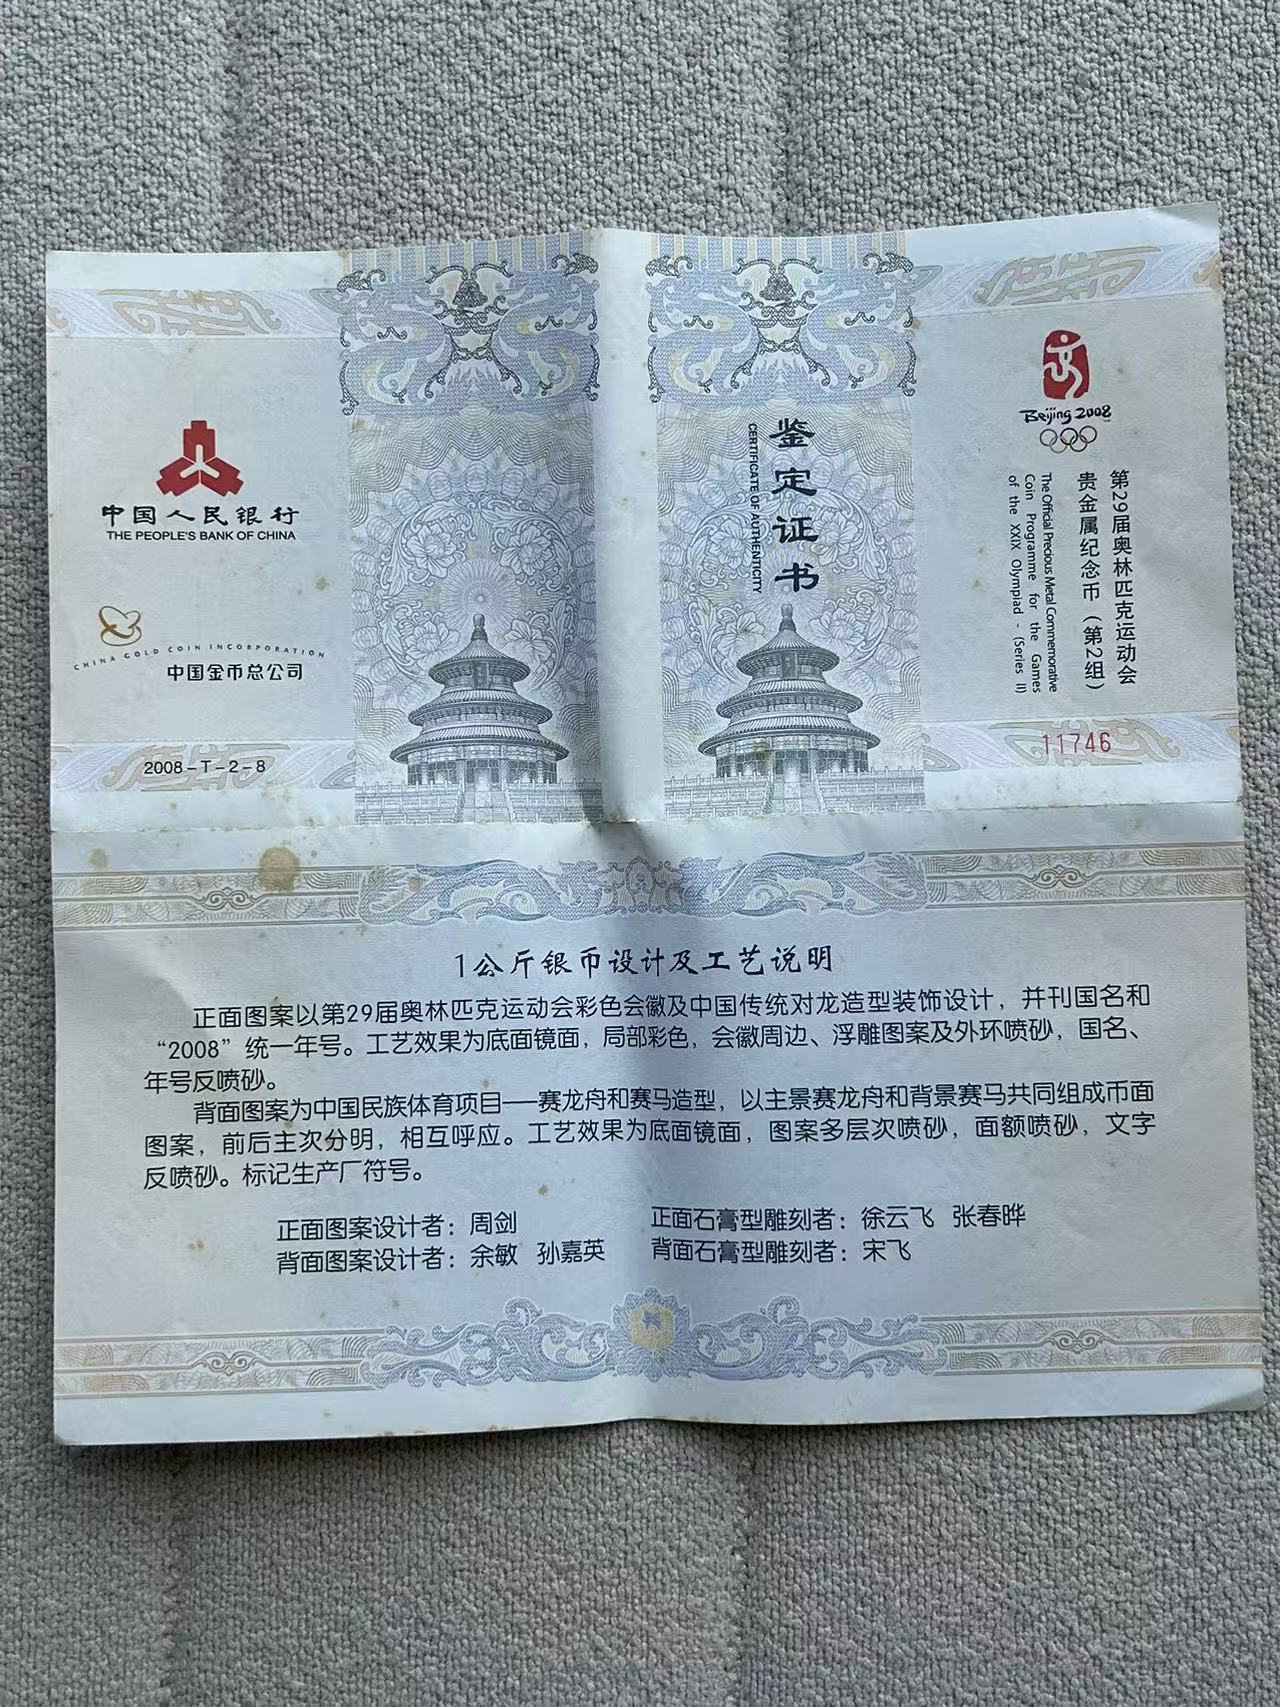 中国人民银行
THE PEOPLE'S BANK OF CHINA
CHINA GOLD COIN INCORPORATION
中国金币总公司
2008-T-2-8
鉴定证书
CERTIFICATE OF AUTHENTICITY
Beijing 2008
第29届奥林匹克运动会
贵金属纪念币（第2组）
The Official Precious Metal Commemorative
Coin Programme for the Games
of the XXIX Olympiad - (Series II)
11746
1公斤银币设计及工艺说明
正面图案以第29届奥林匹克运动会彩色会徽及中国传统对龙造型装饰设计，并刊国名和
“2008”统一年号。工艺效果为底面镜面，局部彩色，会徽周边、浮雕图案及外环喷砂，国名、
年号反喷砂。
背面图案为中国民族体育项目——赛龙舟和赛马造型，以主景赛龙舟和背景赛马共同组成币面
图案，前后主次分明，相互呼应。工艺效果为底面镜面，图案多层次喷砂，面额喷砂，文字
反喷砂。标记生产厂符号。
正面图案设计者：周剑 正面石膏型雕刻者：徐云飞 张春晔
背面图案设计者：余敏 孙嘉英 背面石膏型雕刻者：宋飞